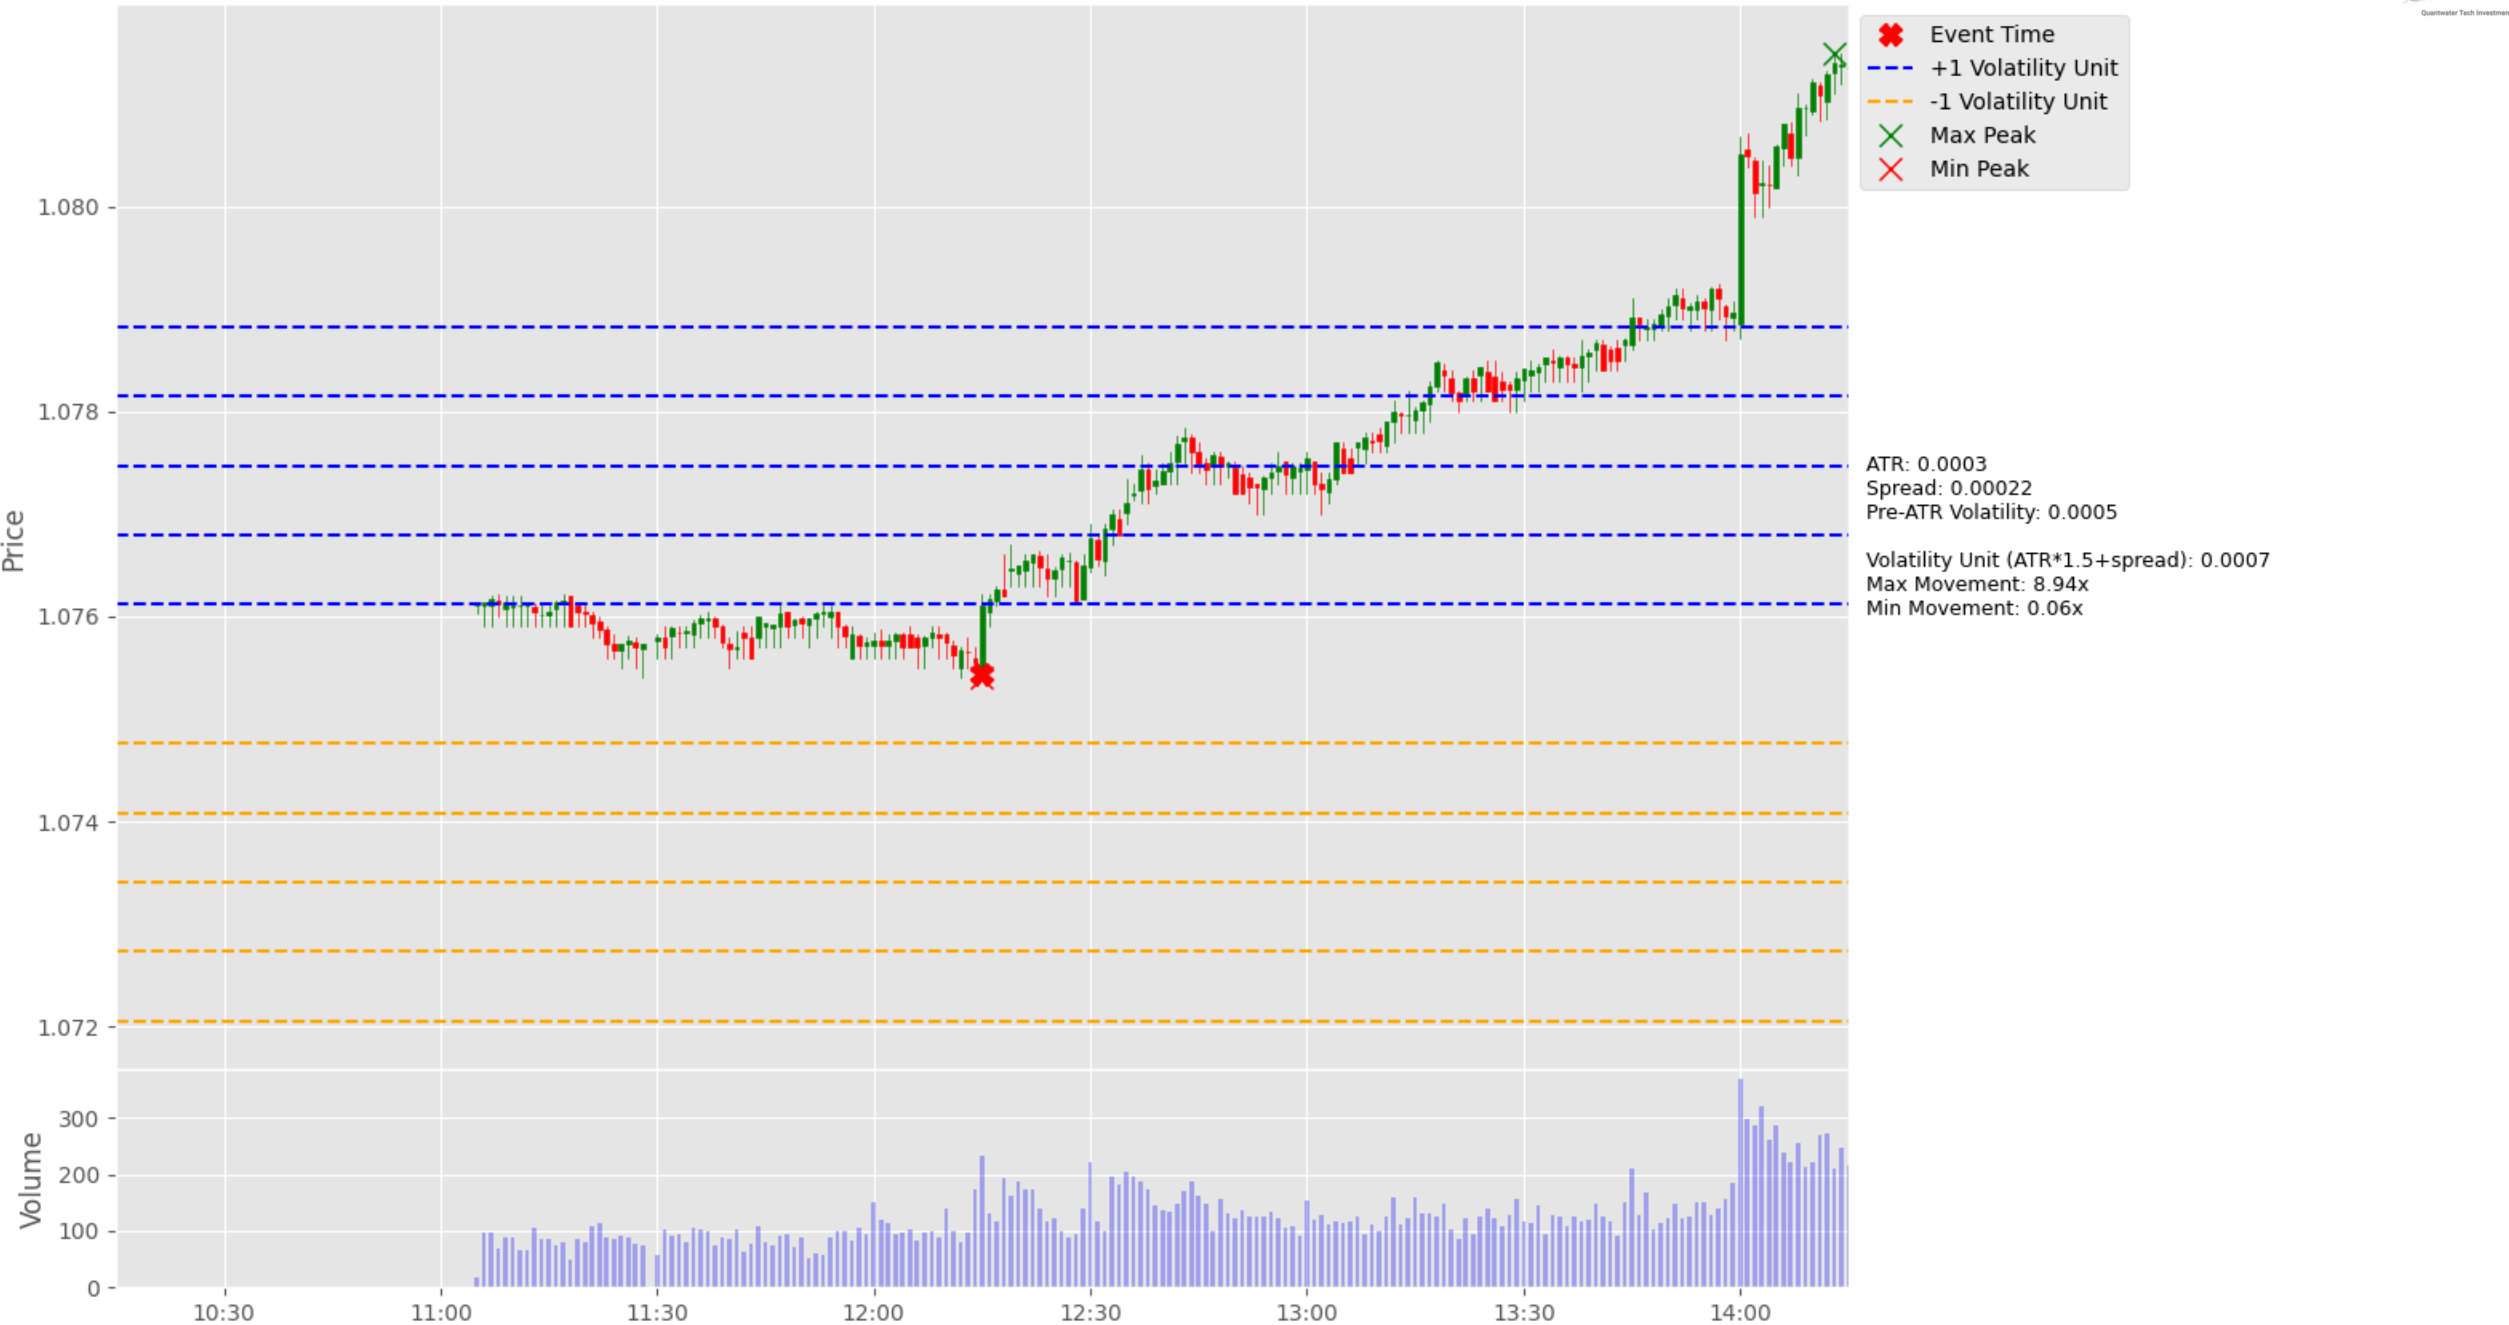 Quantwater Tech Investmen
Event Time
+1 Volatility Unit
-1 Volatility Unit
Max Peak
Min Peak
Price
1.080
1.078
1.076
1.074
1.072
ATR: 0.0003
Spread: 0.00022
Pre-ATR Volatility: 0.0005
Volatility Unit (ATR*1.5+spread): 0.0007
Max Movement: 8.94x
Min Movement: 0.06x
Volume
300
200
100
0
10:30 11:00 11:30 12:00 12:30 13:00 13:30 14:00